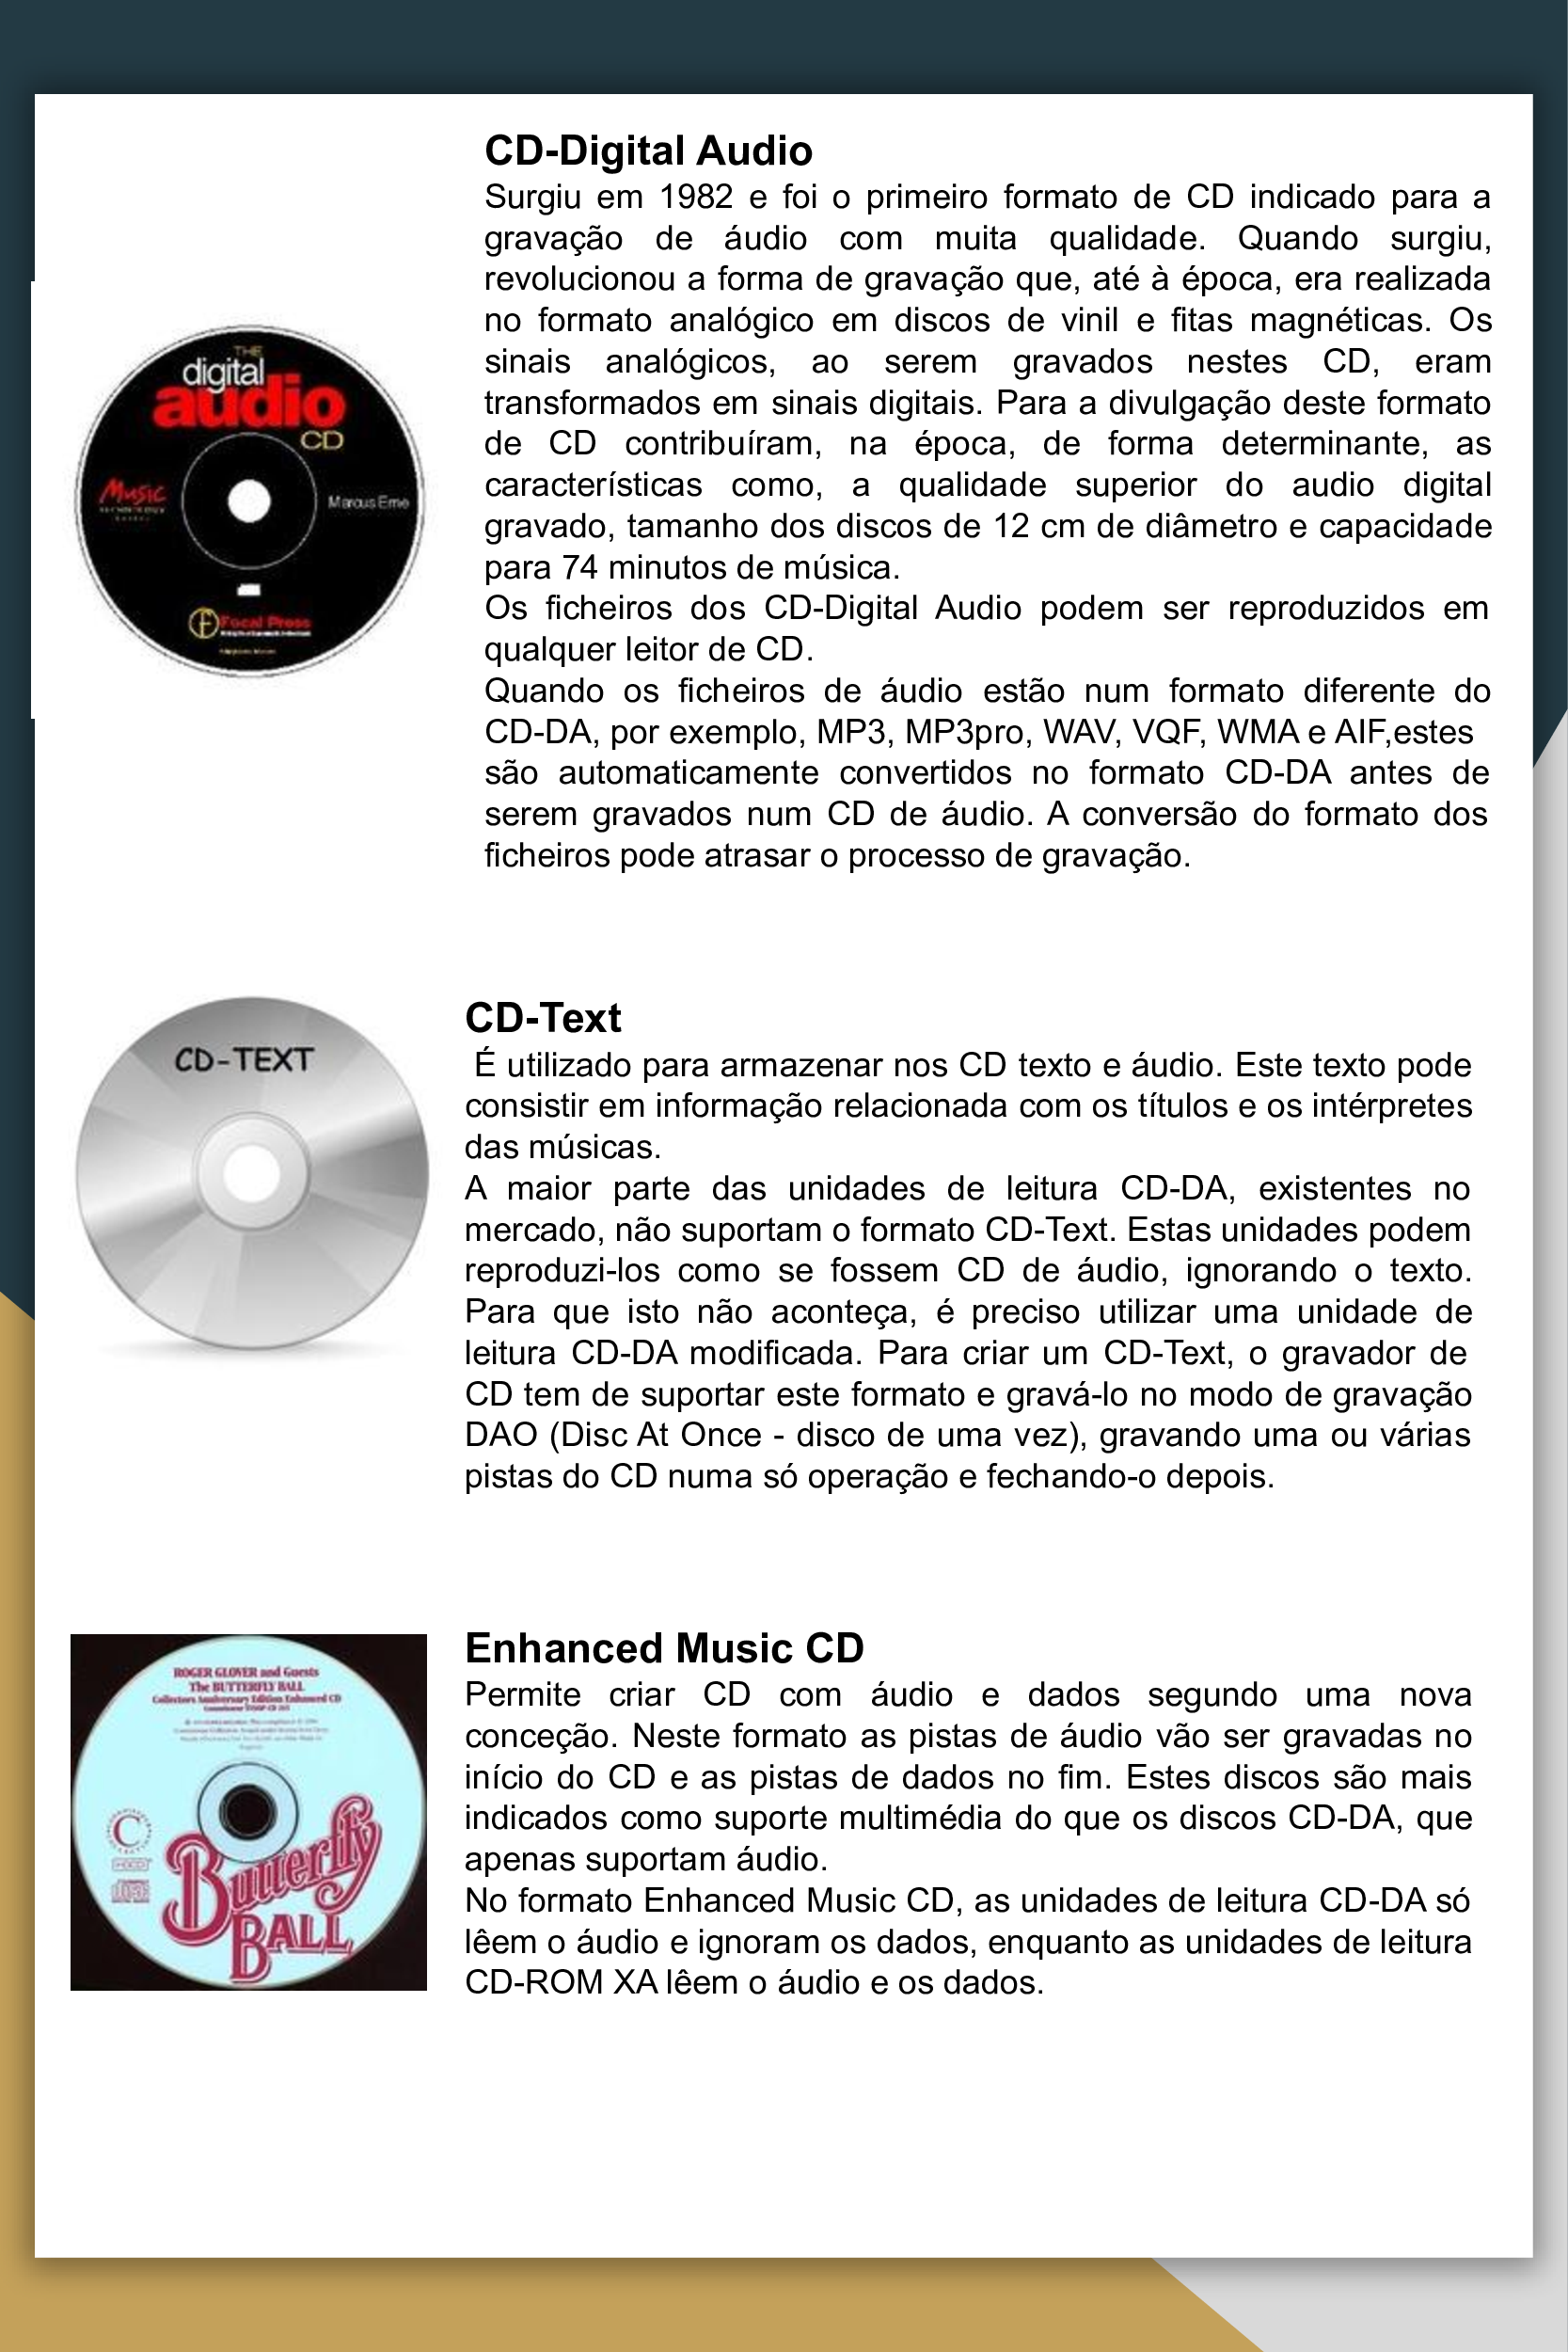 CD-Digital Audio
Surgiu em 1982 e foi o primeiro formato de CD indicado para a
gravação de áudio com muita qualidade. Quando surgiu,
revolucionou a forma de gravação que, até à época, era realizada
no formato analógico em discos de vinil e fitas magnéticas. Os
sinais analógicos, ao serem gravados nestes CD, eram
transformados em sinais digitais. Para a divulgação deste formato
de CD contribuíram, na época, de forma determinante, as
características como, a qualidade superior do audio digital
gravado, tamanho dos discos de 12 cm de diâmetro e capacidade
para 74 minutos de música.
Os ficheiros dos CD-Digital Audio podem ser reproduzidos em
qualquer leitor de CD.
Quando os ficheiros de áudio estão num formato diferente do
CD-DA, por exemplo, MP3, MP3pro, WAV, VQF, WMA e AIF,estes
são automaticamente convertidos no formato CD-DA antes de
serem gravados num CD de áudio. A conversão do formato dos
ficheiros pode atrasar o processo de gravação.
THE
digital
audio
CD
Music
Marcus Erne
Focal Press
CD-TEXT
CD-Text
É utilizado para armazenar nos CD texto e áudio. Este texto pode
consistir em informação relacionada com os títulos e os intérpretes
das músicas.
A maior parte das unidades de leitura CD-DA, existentes no
mercado, não suportam o formato CD-Text. Estas unidades podem
reproduzi-los como se fossem CD de áudio, ignorando o texto.
Para que isto não aconteça, é preciso utilizar uma unidade de
leitura CD-DA modificada. Para criar um CD-Text, o gravador de
CD tem de suportar este formato e gravá-lo no modo de gravação
DAO (Disc At Once - disco de uma vez), gravando uma ou várias
pistas do CD numa só operação e fechando-o depois.
ROGER GLOVER and Guests
The BUTTERFLY BALL
Collectors Anniversary Edition Enhanced CD
Butterfly
BALL
Enhanced Music CD
Permite criar CD com áudio e dados segundo uma nova
conceção. Neste formato as pistas de áudio vão ser gravadas no
início do CD e as pistas de dados no fim. Estes discos são mais
indicados como suporte multimédia do que os discos CD-DA, que
apenas suportam áudio.
No formato Enhanced Music CD, as unidades de leitura CD-DA só
lêem o áudio e ignoram os dados, enquanto as unidades de leitura
CD-ROM XA lêem o áudio e os dados.